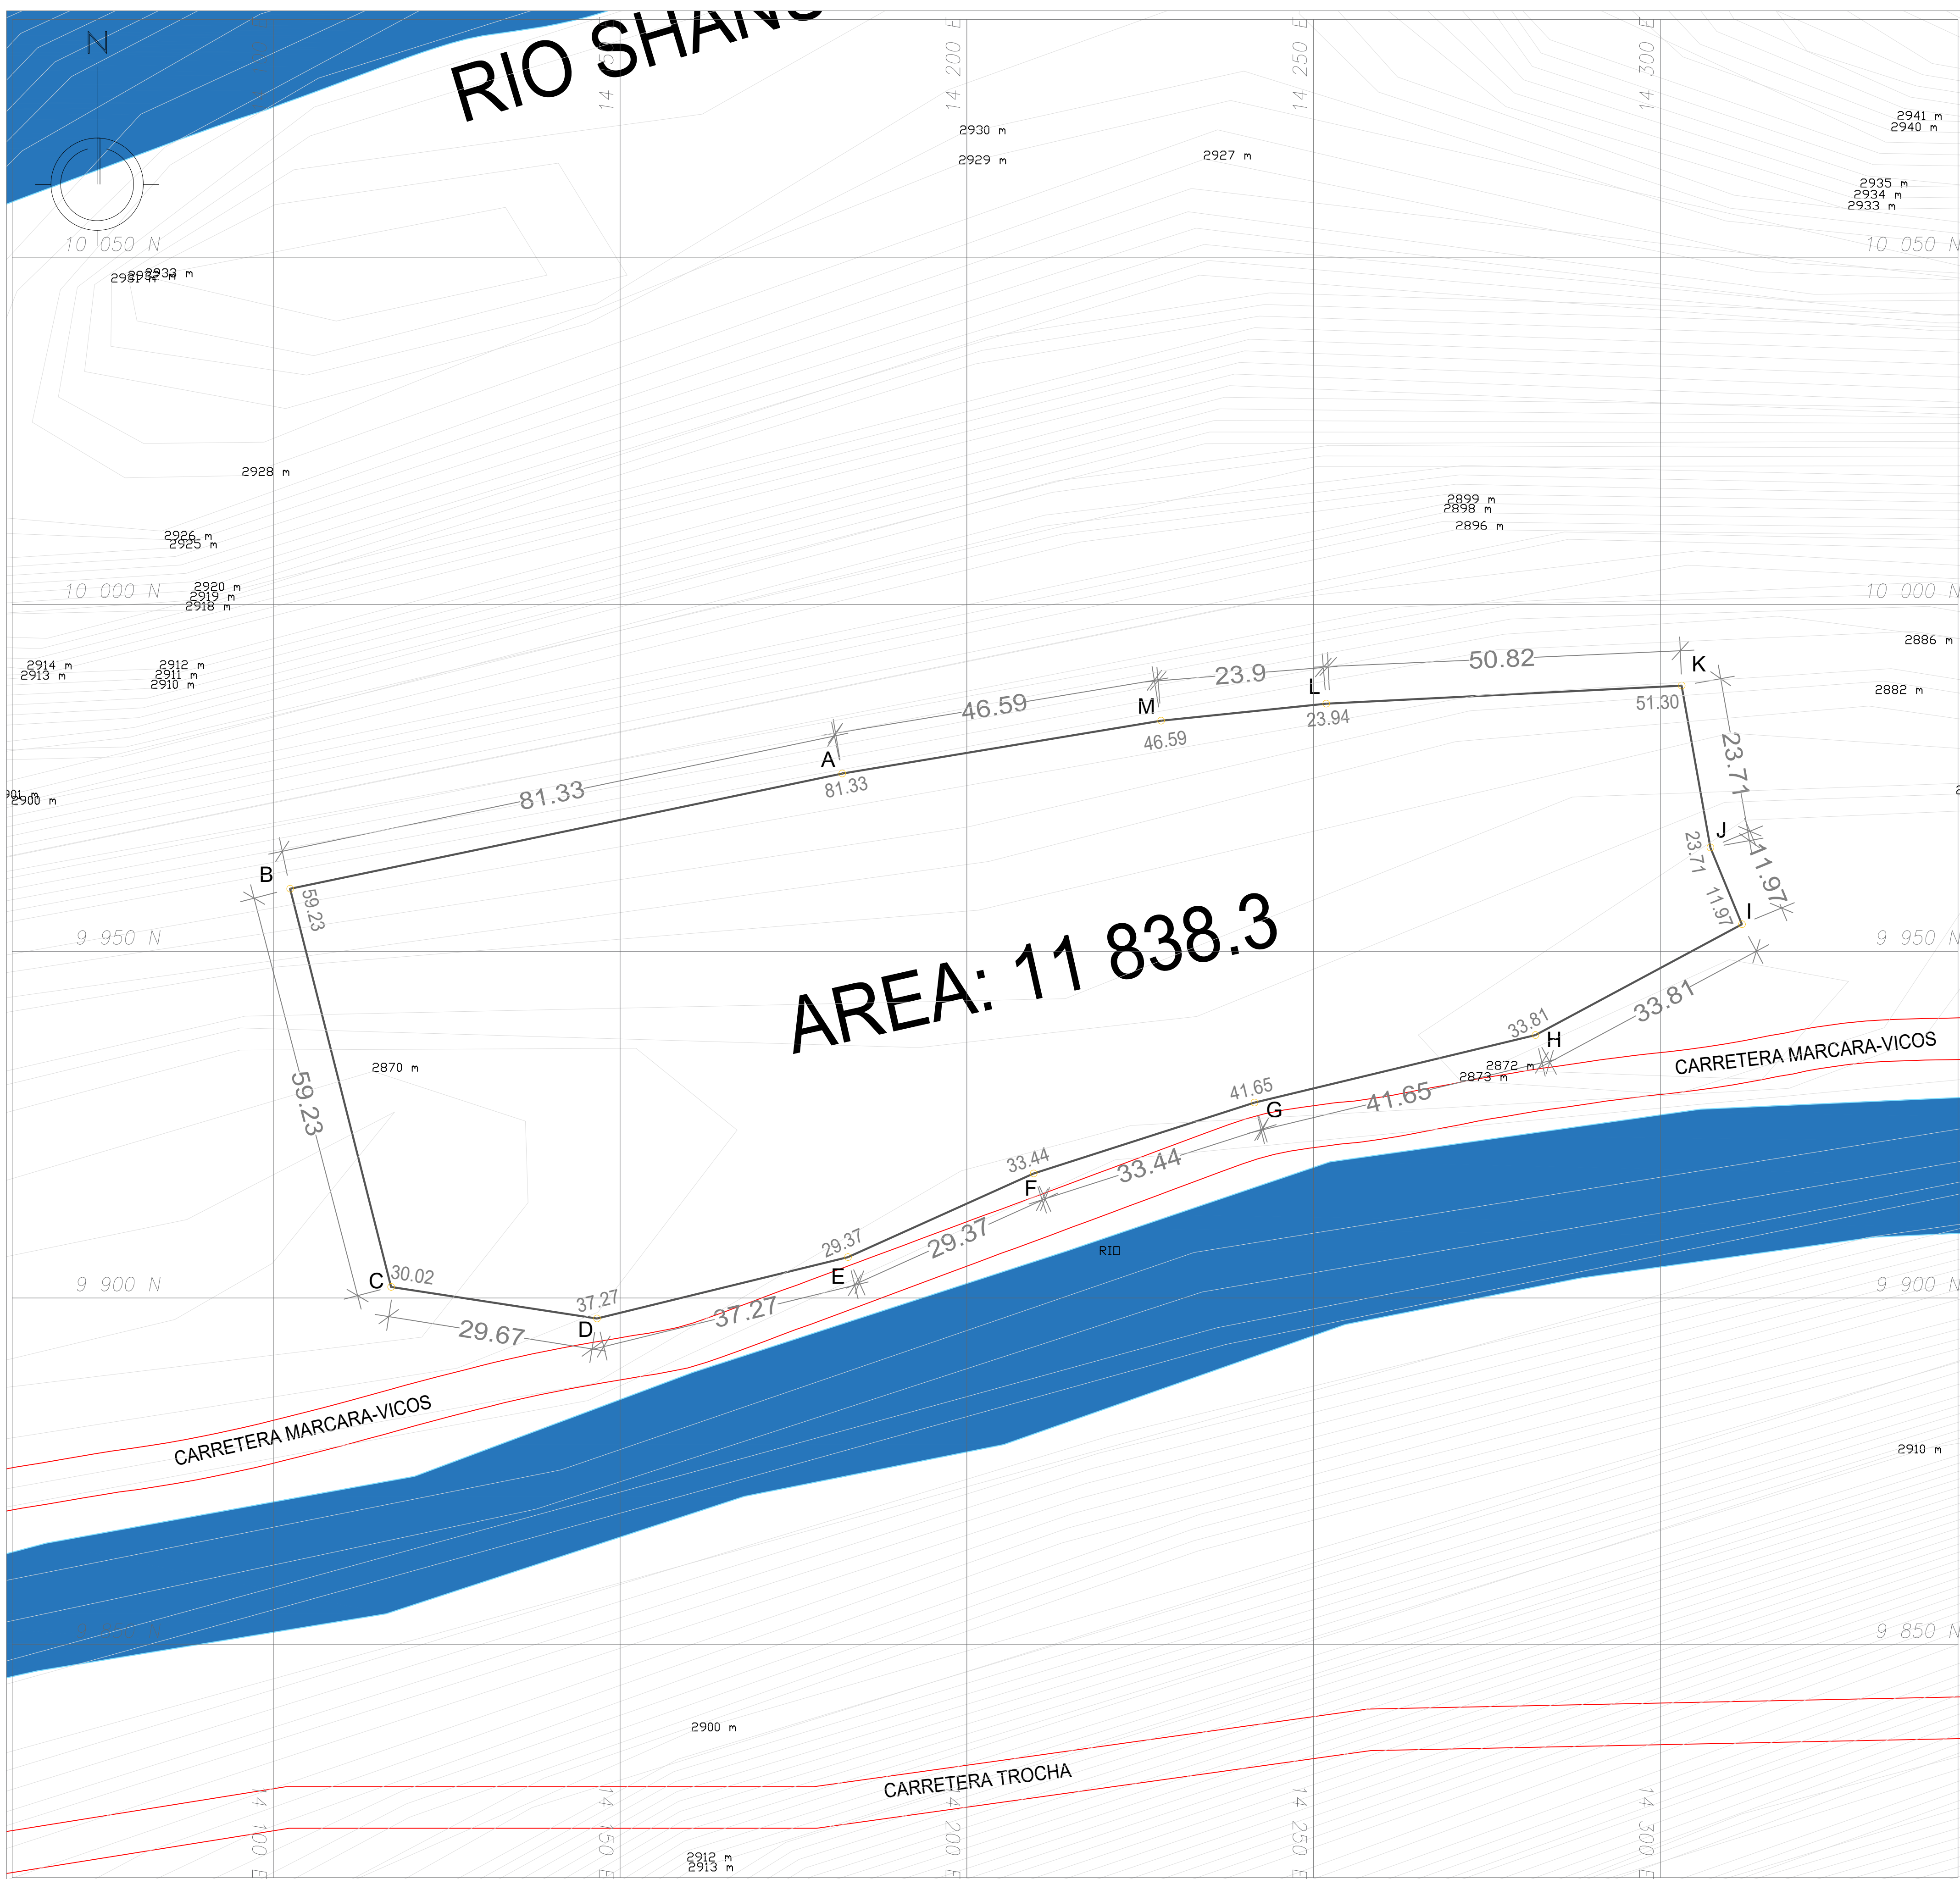 N
RIO SHANG
14 150 E
14 200 E
14 250 E
14 300 E
2930 m
2929 m
2927 m
2941 m
2940 m
2935 m
2934 m
2933 m
10 050 N
10 050 N
2931 m
2932 m
2933 m
2928 m
2899 m
2898 m
2896 m
2926 m
2925 m
2920 m
2919 m
2918 m
10 000 N
10 000 N
2886 m
2914 m
2913 m
2912 m
2911 m
2910 m
2882 m
2900 m
K
50.82
L
23.9
M
46.59
A
81.33
B
51.30
23.94
46.59
81.33
59.23
23.71
J
23.71
11.97
I
11.97
AREA: 11 838.3
9 950 N
9 950 N
33.81
33.81
H
2872 m
2873 m
CARRETERA MARCARA-VICOS
2870 m
59.23
41.65
G
41.65
33.44
F
33.44
29.37
E
29.37
RIO
9 900 N
9 900 N
C
30.02
37.27
D
37.27
29.67
CARRETERA MARCARA-VICOS
2910 m
9 850 N
2900 m
CARRETERA TROCHA
14 100 E
14 150 E
14 200 E
14 250 E
14 300 E
2912 m
2913 m